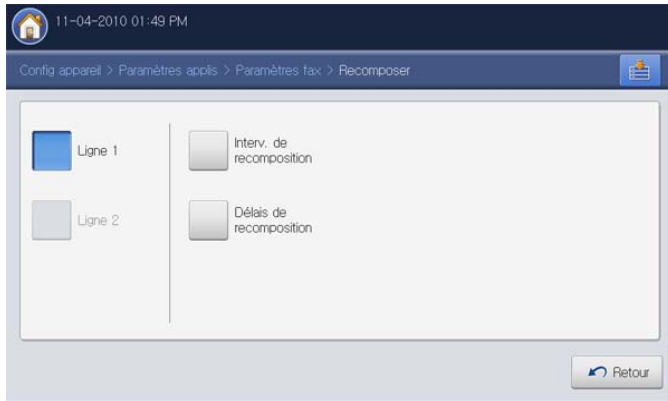 11-04-2010 01:49 PM
Config appareil > Paramètres applis > Paramètres fax > Recomposer
Ligne 1
Interv. de
recomposition
Ligne 2
Délais de
recomposition
Retour